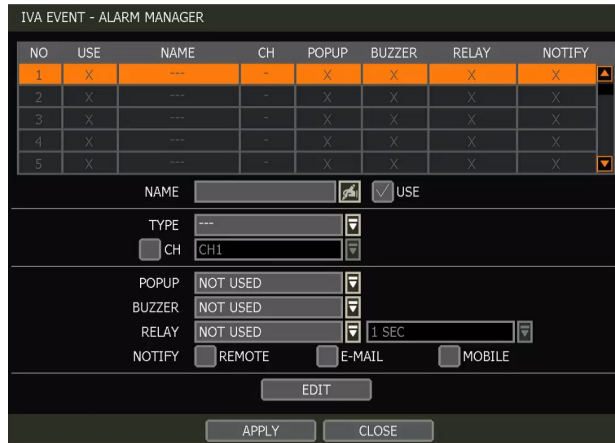 IVA EVENT - ALARM MANAGER
NO USE NAME CH POPUP BUZZER RELAY NOTIFY
1 X --- - X X X X
2 X --- - X X X X
3 X --- - X X X X
4 X --- - X X X X
5 X --- - X X X X
NAME USE
TYPE ---
CH CH1
POPUP NOT USED
BUZZER NOT USED
RELAY NOT USED 1 SEC
NOTIFY REMOTE E-MAIL MOBILE
EDIT
APPLY CLOSE